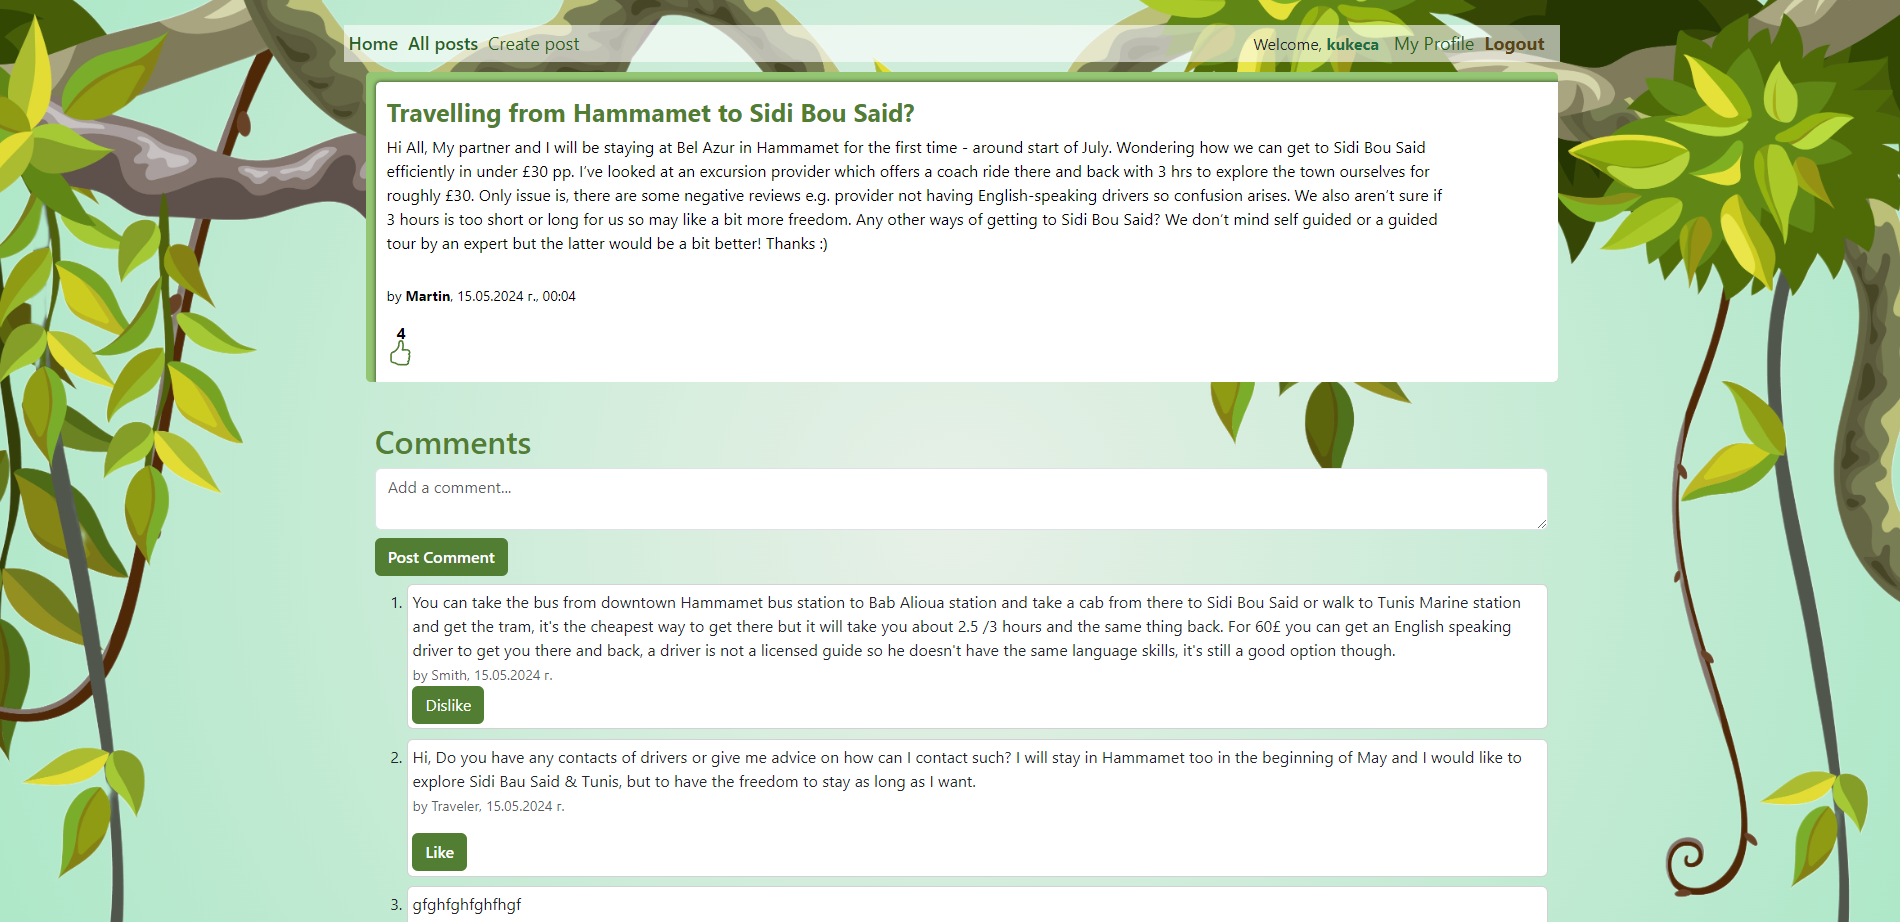 Home All posts Create post Welcome, kukeca My Profile Logout
Travelling from Hammamet to Sidi Bou Said?
Hi All, My partner and I will be staying at Bel Azur in Hammamet for the first time - around start of July. Wondering how we can get to Sidi Bou Said
efficiently in under £30 pp. I’ve looked at an excursion provider which offers a coach ride there and back with 3 hrs to explore the town ourselves for
roughly £30. Only issue is, there are some negative reviews e.g. provider not having English-speaking drivers so confusion arises. We also aren’t sure if
3 hours is too short or long for us so may like a bit more freedom. Any other ways of getting to Sidi Bou Said? We don’t mind self guided or a guided
tour by an expert but the latter would be a bit better! Thanks :)
by Martin, 15.05.2024 г., 00:04
4
Comments
Add a comment...
Post Comment
1. You can take the bus from downtown Hammamet bus station to Bab Alioua station and take a cab from there to Sidi Bou Said or walk to Tunis Marine station
and get the tram, it's the cheapest way to get there but it will take you about 2.5 /3 hours and the same thing back. For 60£ you can get an English speaking
driver to get you there and back, a driver is not a licensed guide so he doesn't have the same language skills, it's still a good option though.
by Smith, 15.05.2024 г.
Dislike
2. Hi, Do you have any contacts of drivers or give me advice on how can I contact such? I will stay in Hammamet too in the beginning of May and I would like to
explore Sidi Bau Said & Tunis, but to have the freedom to stay as long as I want.
by Traveler, 15.05.2024 г.
Like
3. gfghfghfghfhgf